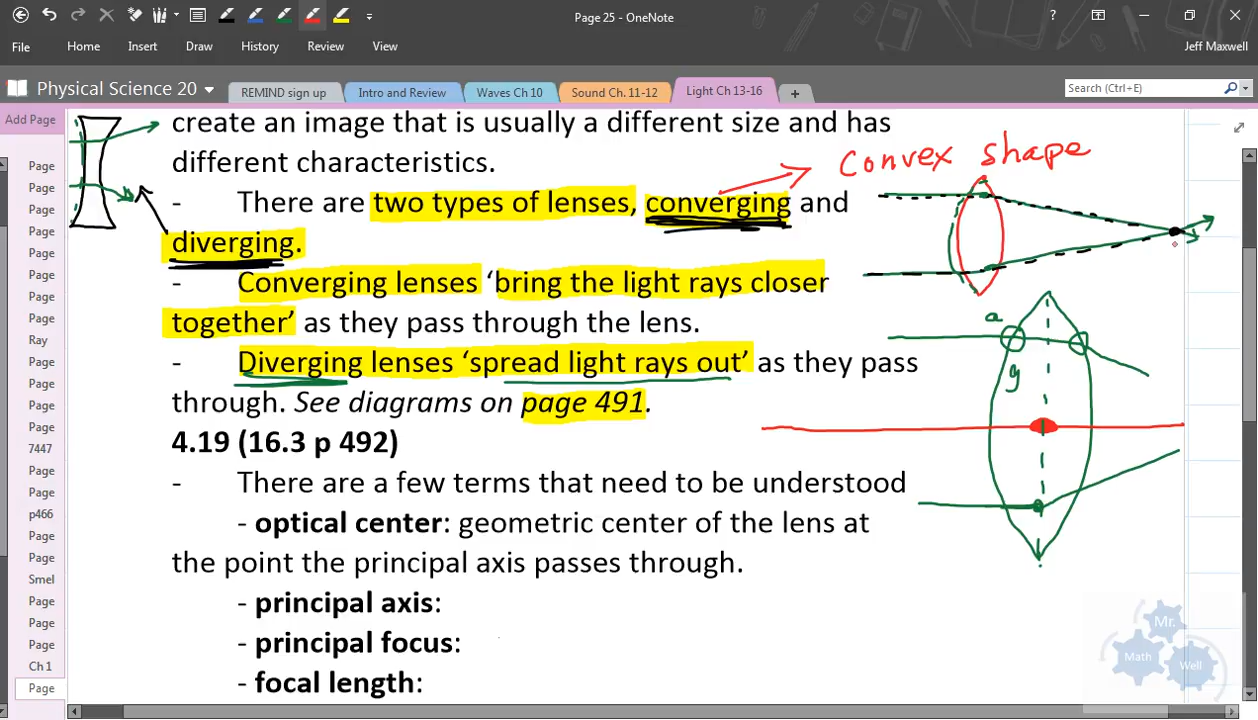 Page 25 - OneNote
?
File
Home
Insert
Draw
History
Review
View
Jeff Maxwell
Physical Science 20
REMIND sign up
Intro and Review
Waves Ch 10
Sound Ch. 11-12
Light Ch 13-16
+
Search (Ctrl+E)
Add Page
Page
Page
Page
Page
Page
Page
Page
Page
Ray
Page
Page
Page
Page
7447
Page
Page
p466
Page
Page
Smel
Page
Page
Page
Ch 1
Page
create an image that is usually a different size and has
different characteristics.
- There are two types of lenses, converging and
diverging.
- Converging lenses ‘bring the light rays closer
together’ as they pass through the lens.
- Diverging lenses ‘spread light rays out’ as they pass
through. See diagrams on page 491.
4.19 (16.3 p 492)
- There are a few terms that need to be understood
- optical center: geometric center of the lens at
the point the principal axis passes through.
- principal axis:
- principal focus:
- focal length:
Convex shape
a
g
Mr.
Math
Well